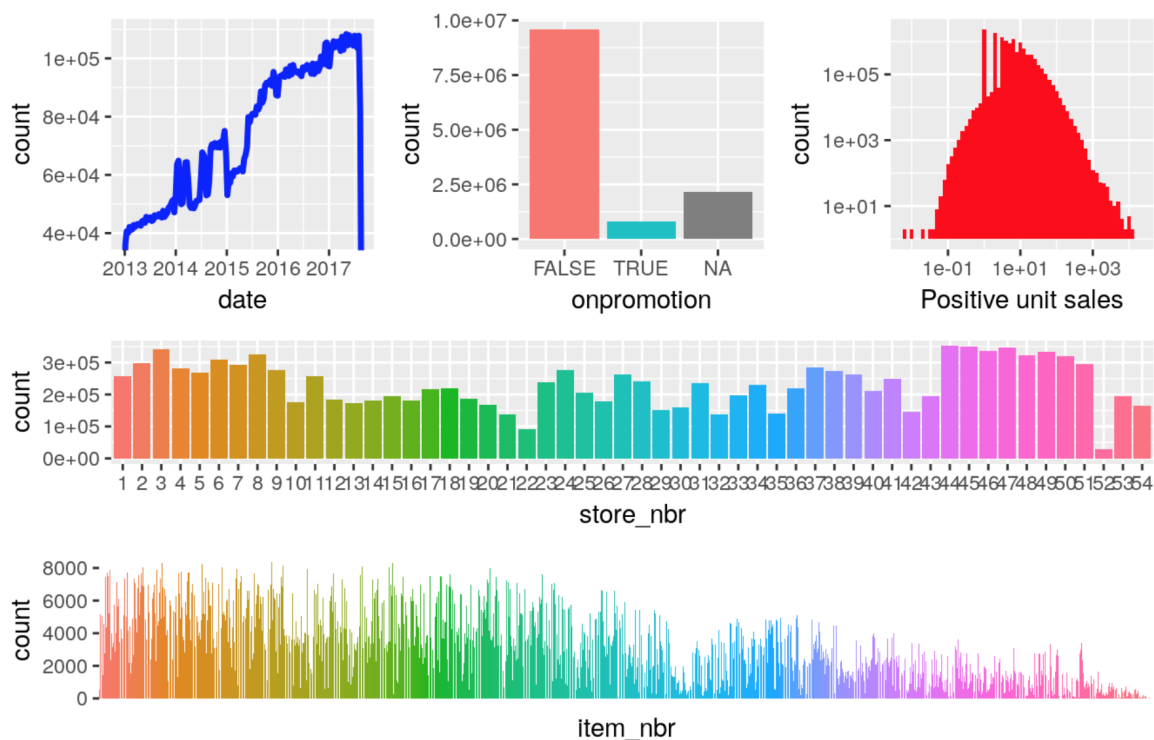 count
1e+05
8e+04
6e+04
4e+04
2013 2014 2015 2016 2017
date
count
1.0e+07
7.5e+06
5.0e+06
2.5e+06
0.0e+00
FALSE TRUE NA
onpromotion
count
1e+05
1e+03
1e+01
1e-01 1e+01 1e+03
Positive unit sales
count
3e+05
2e+05
1e+05
0e+00
1 2 3 4 5 6 7 8 9 10 11 12 13 14 15 16 17 18 19 20 21 22 23 24 25 26 27 28 29 30 31 32 33 34 35 36 37 38 39 40 41 42 43 44 45 46 47 48 49 50 51 52 53 54
store_nbr
count
8000
6000
4000
2000
0
item_nbr